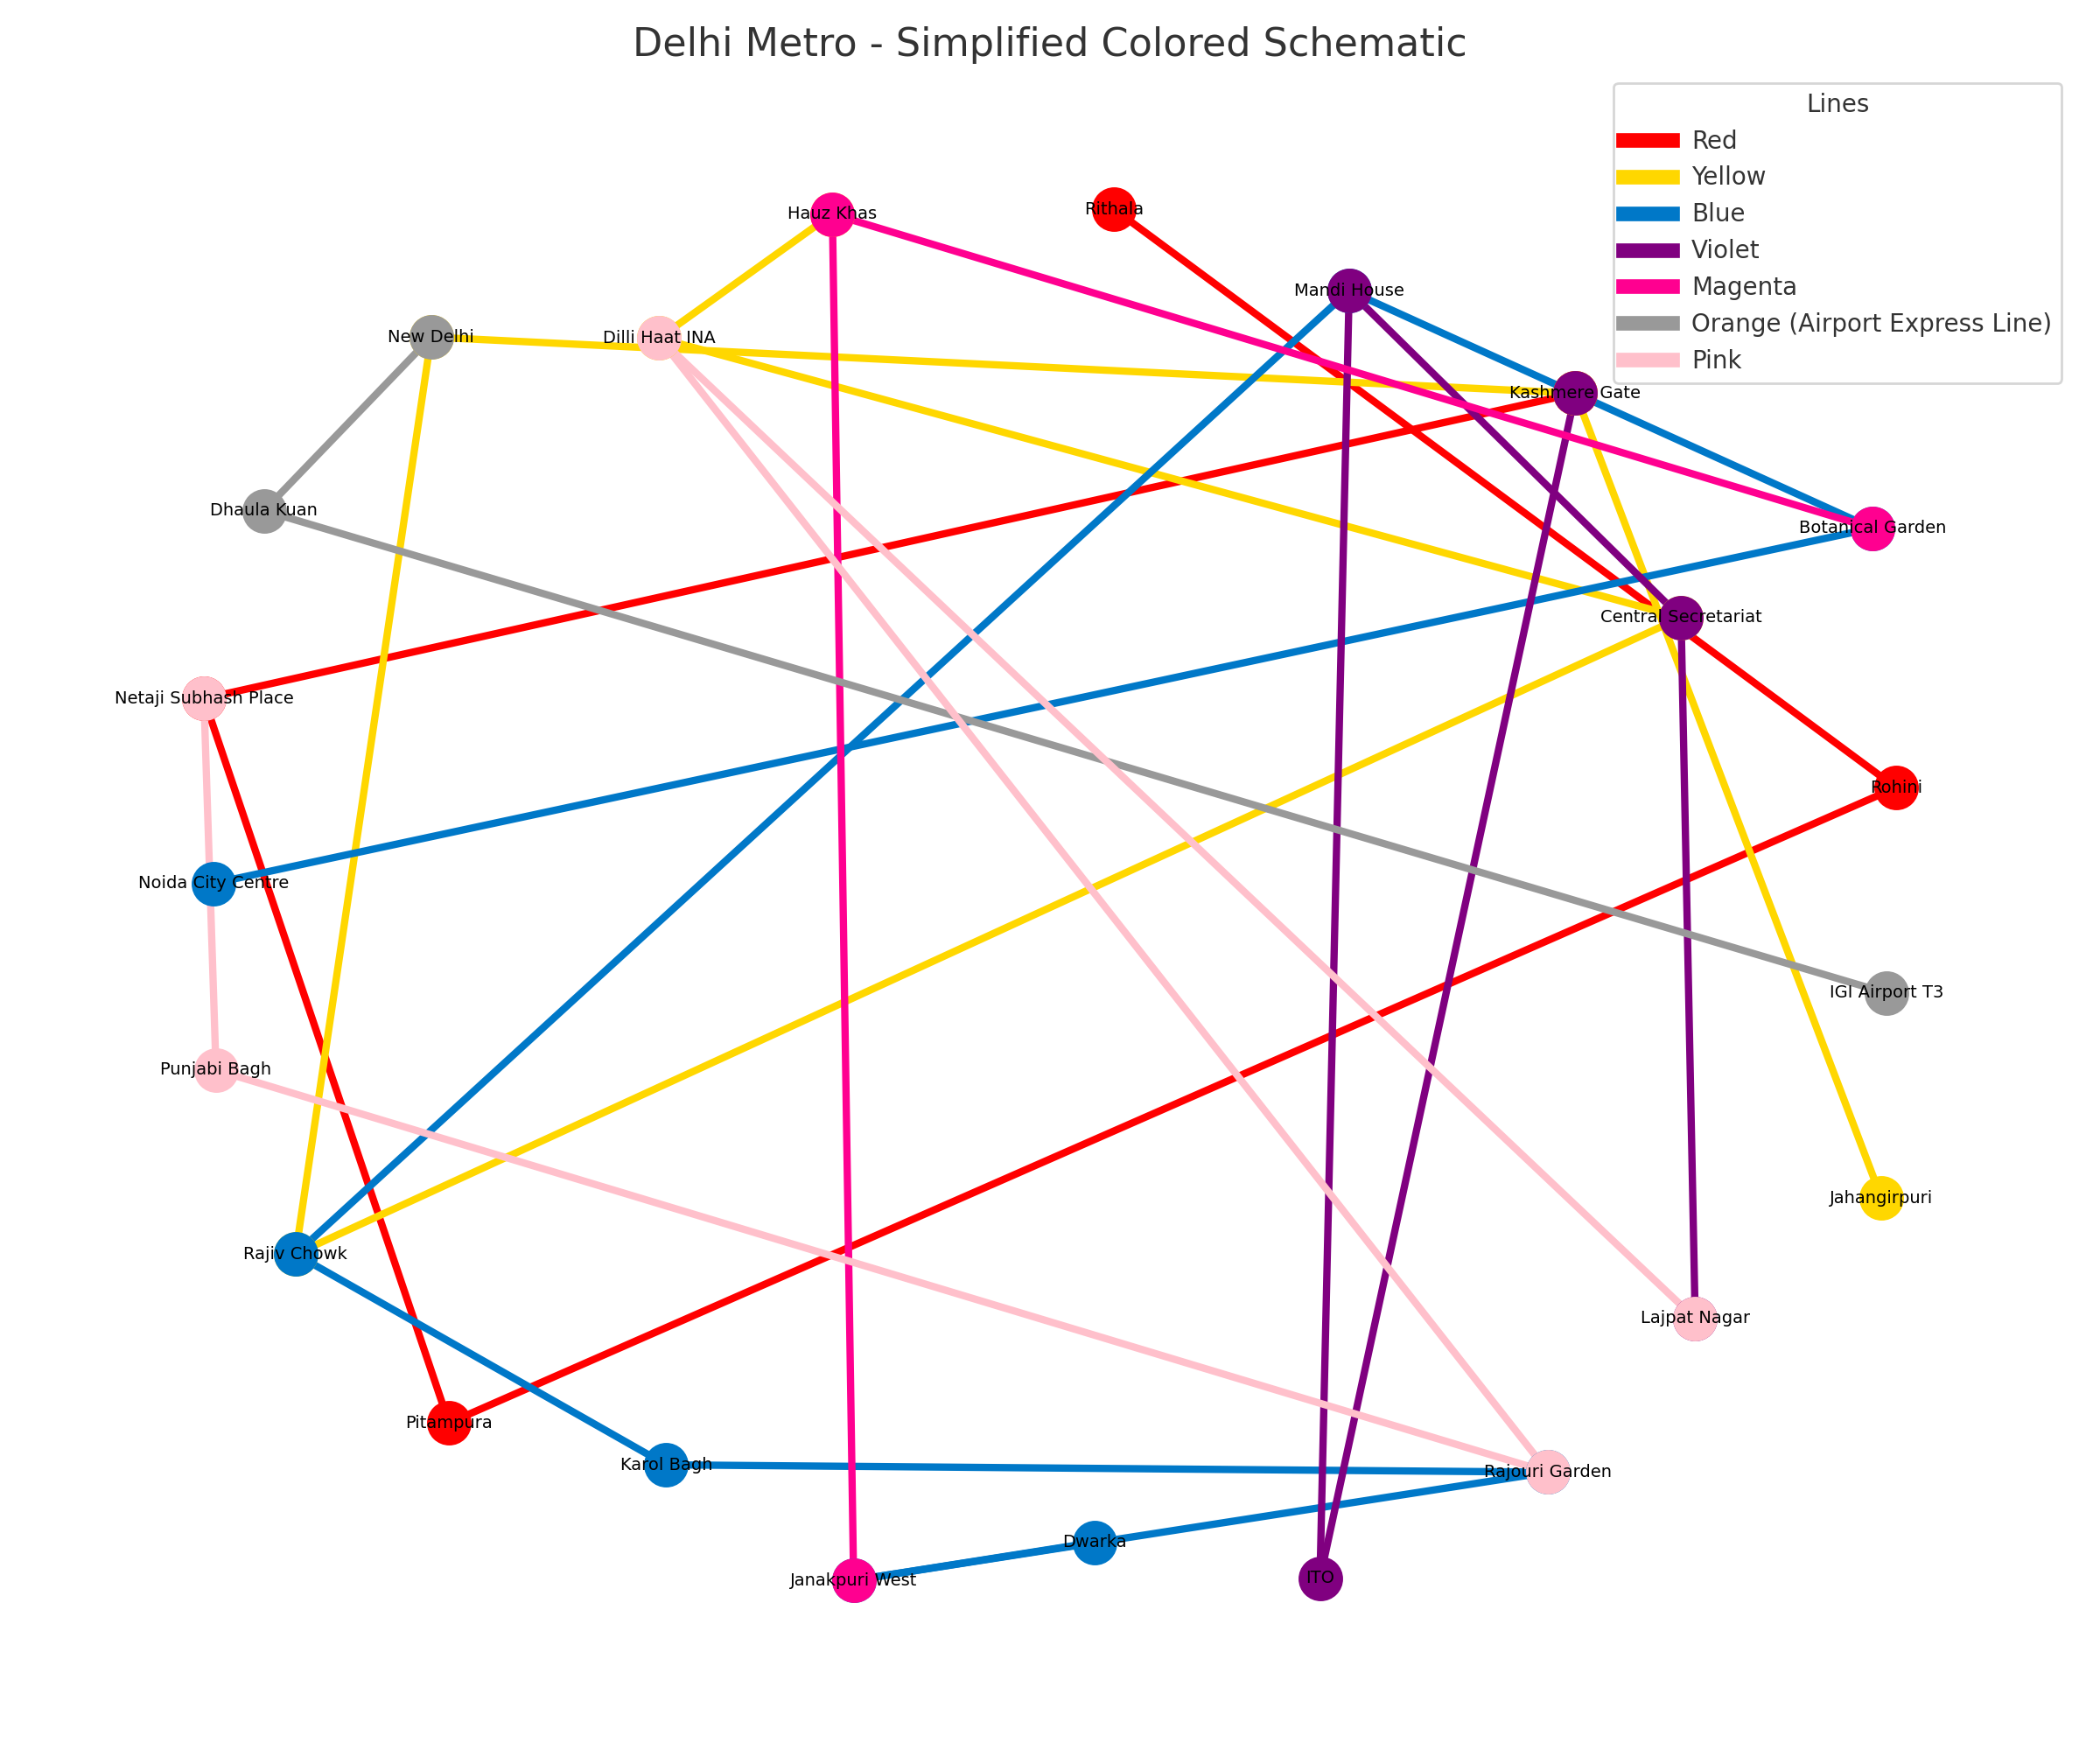 Delhi Metro - Simplified Colored Schematic
Lines
Red
Yellow
Blue
Violet
Magenta
Orange (Airport Express Line)
Pink
Rithala
Hauz Khas
Mandi House
New Delhi
Dilli Haat INA
Kashmere Gate
Dhaula Kuan
Botanical Garden
Central Secretariat
Netaji Subhash Place
Rohini
Noida City Centre
IGI Airport T3
Punjabi Bagh
Jahangirpuri
Rajiv Chowk
Lajpat Nagar
Pitampura
Karol Bagh
Rajouri Garden
Dwarka
Janakpuri West
ITO